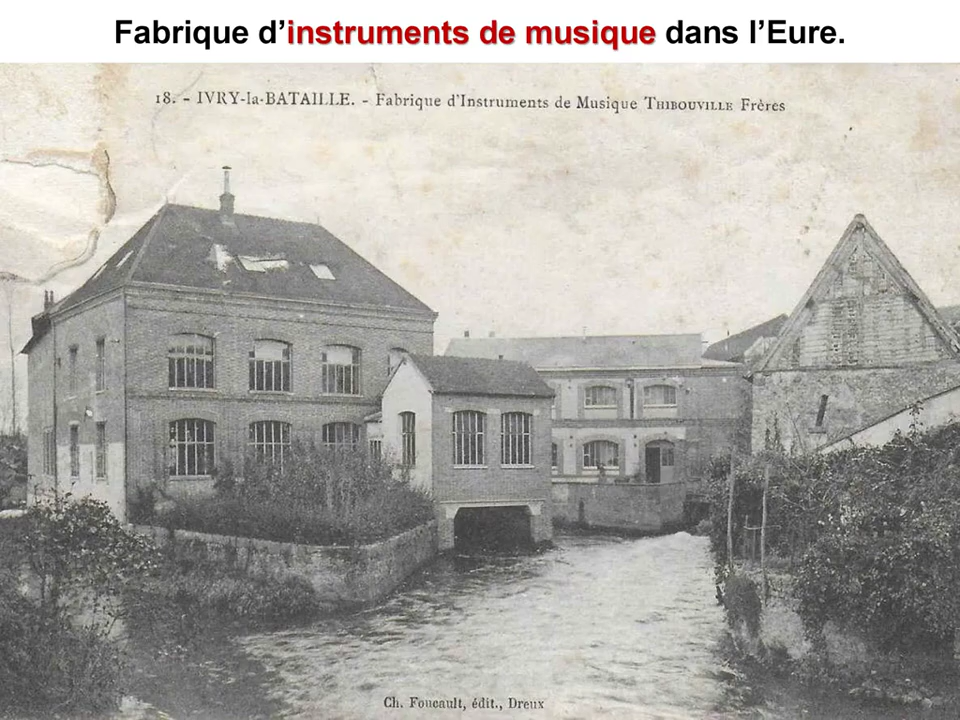 Fabrique d’instruments de musique dans l’Eure.
18. - IVRY-la-BATAILLE. - Fabrique d'Instruments de Musique THIBOUVILLE Frères
Ch. Foucault, édit., Dreux